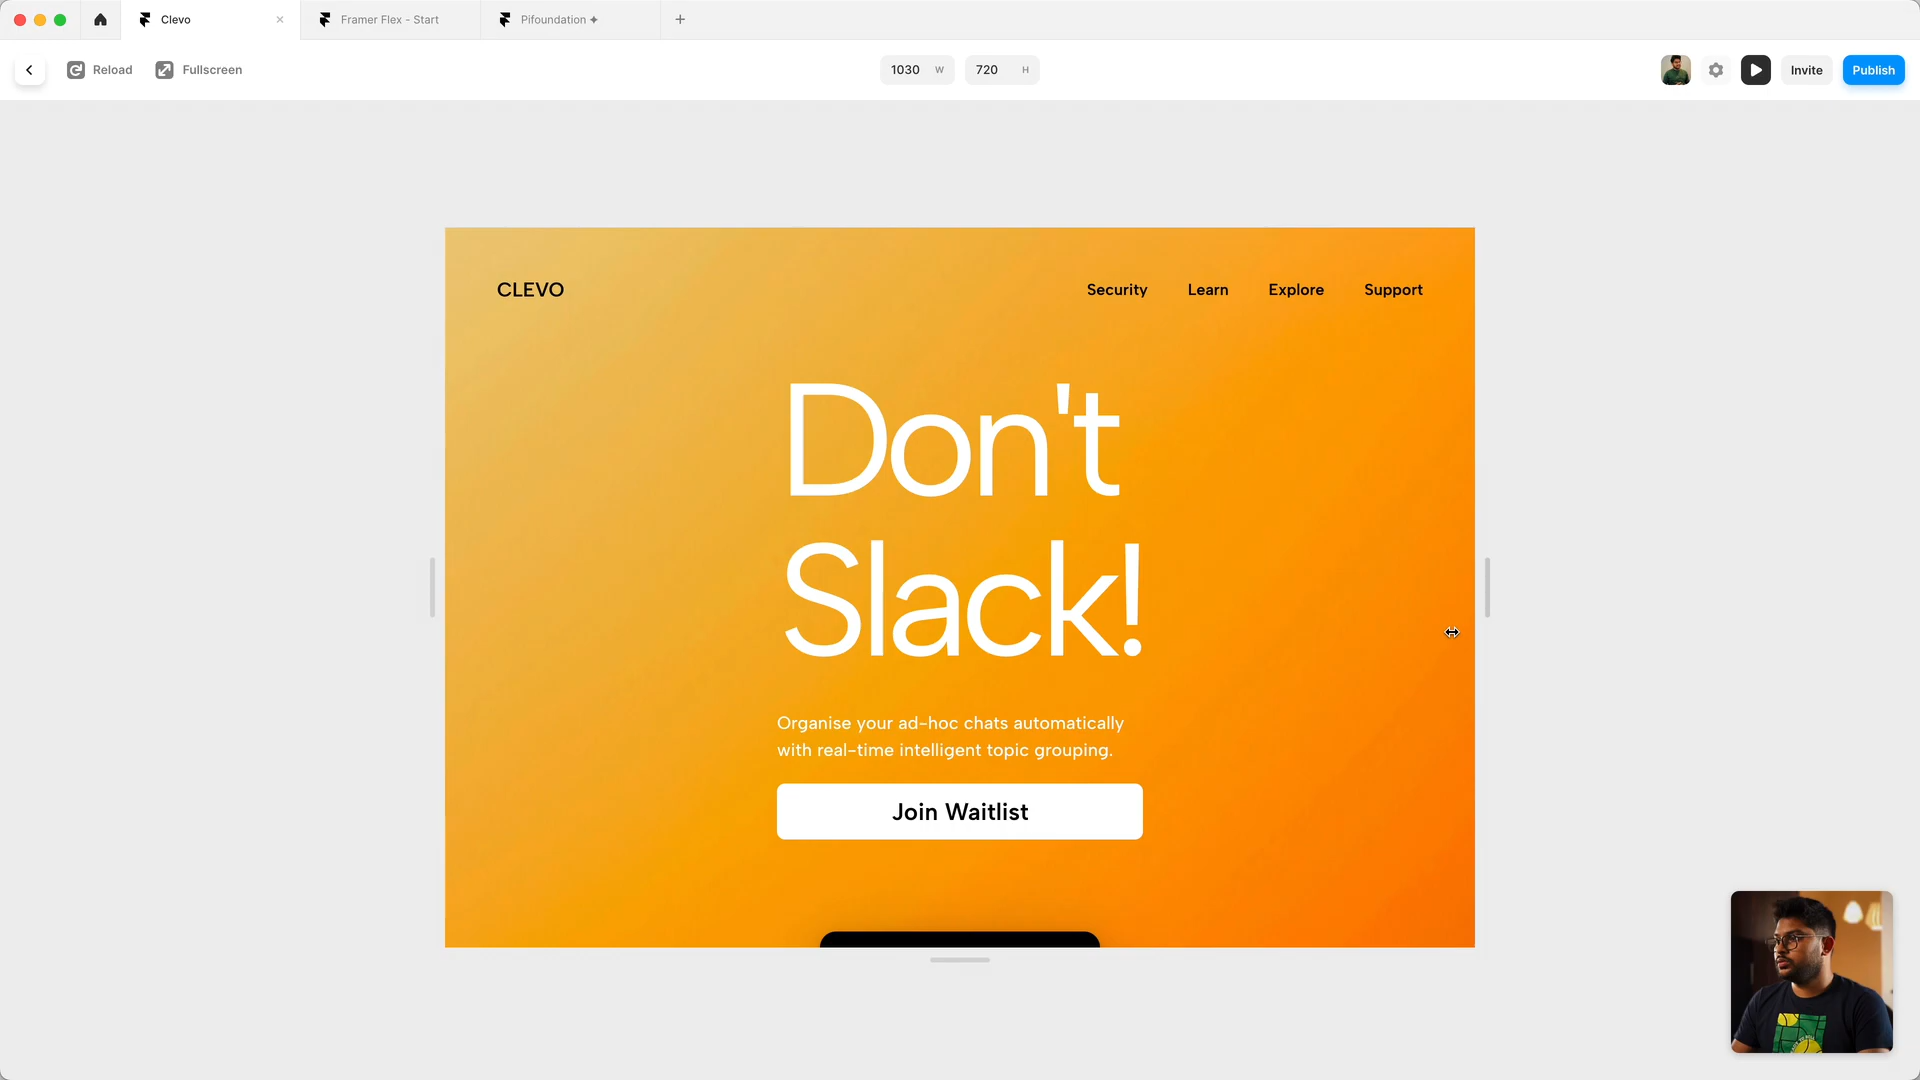 Clevo
Framer Flex - Start
Pifoundation ✦
Reload
Fullscreen
1030 W
720 H
Invite
Publish
CLEVO
Security
Learn
Explore
Support
Don't
Slack!
Organise your ad-hoc chats automatically
with real-time intelligent topic grouping.
Join Waitlist